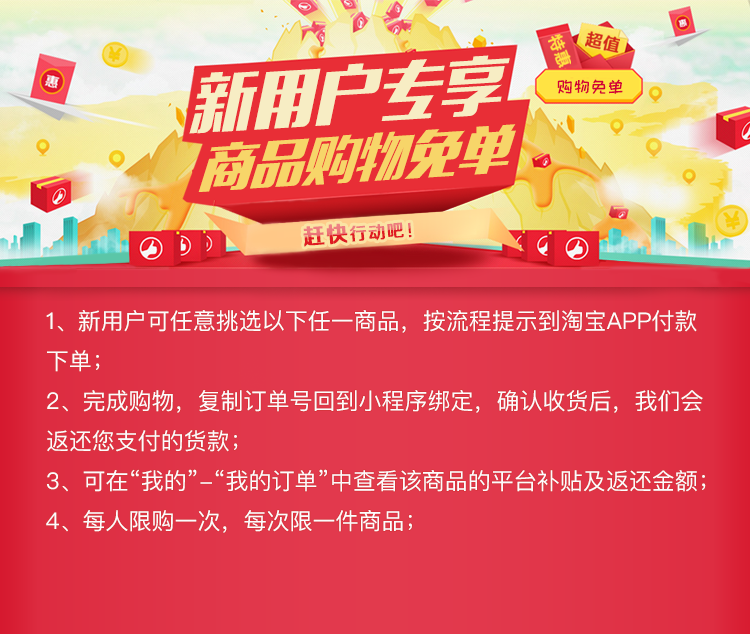 惠
特惠
超值
惠
购物免单
新用户专享
商品购物免单
赶快行动吧！
1、新用户可任意挑选以下任一商品，按流程提示到淘宝APP付款
下单；
2、完成购物，复制订单号回到小程序绑定，确认收货后，我们会
返还您支付的货款；
3、可在“我的”–“我的订单”中查看该商品的平台补贴及返还金额；
4、每人限购一次，每次限一件商品；